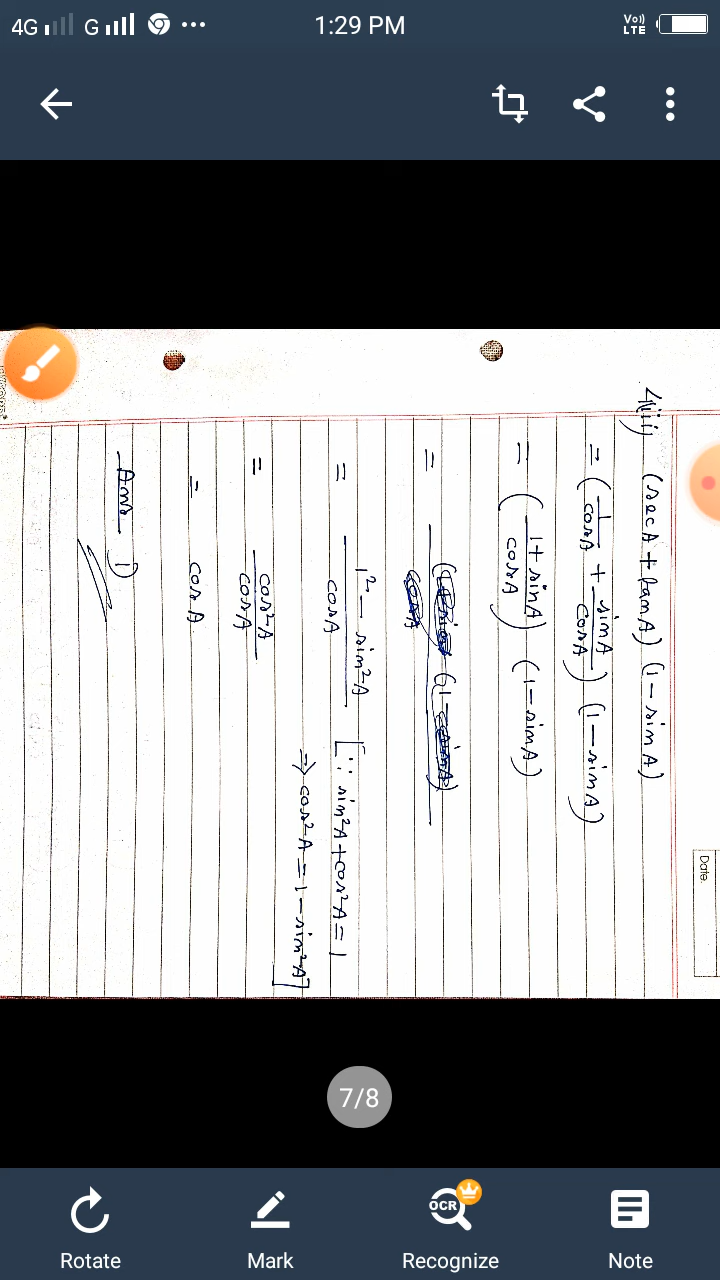 4G G ••• 1:29 PM Vo)) LTE
Date.
4(iii) (secA + tanA) (1 - sinA)
= (1/cosA + sinA/cosA) (1 - sinA)
= (1 + sinA/cosA) (1 - sinA)
=
= 1² - sin²A/cosA [∵ sin²A + cos²A = 1
⇒ cos²A = 1 - sin²A]
= cos²A/cosA
= cosA
Ans 1)
7/8
OCR
Rotate Mark Recognize Note